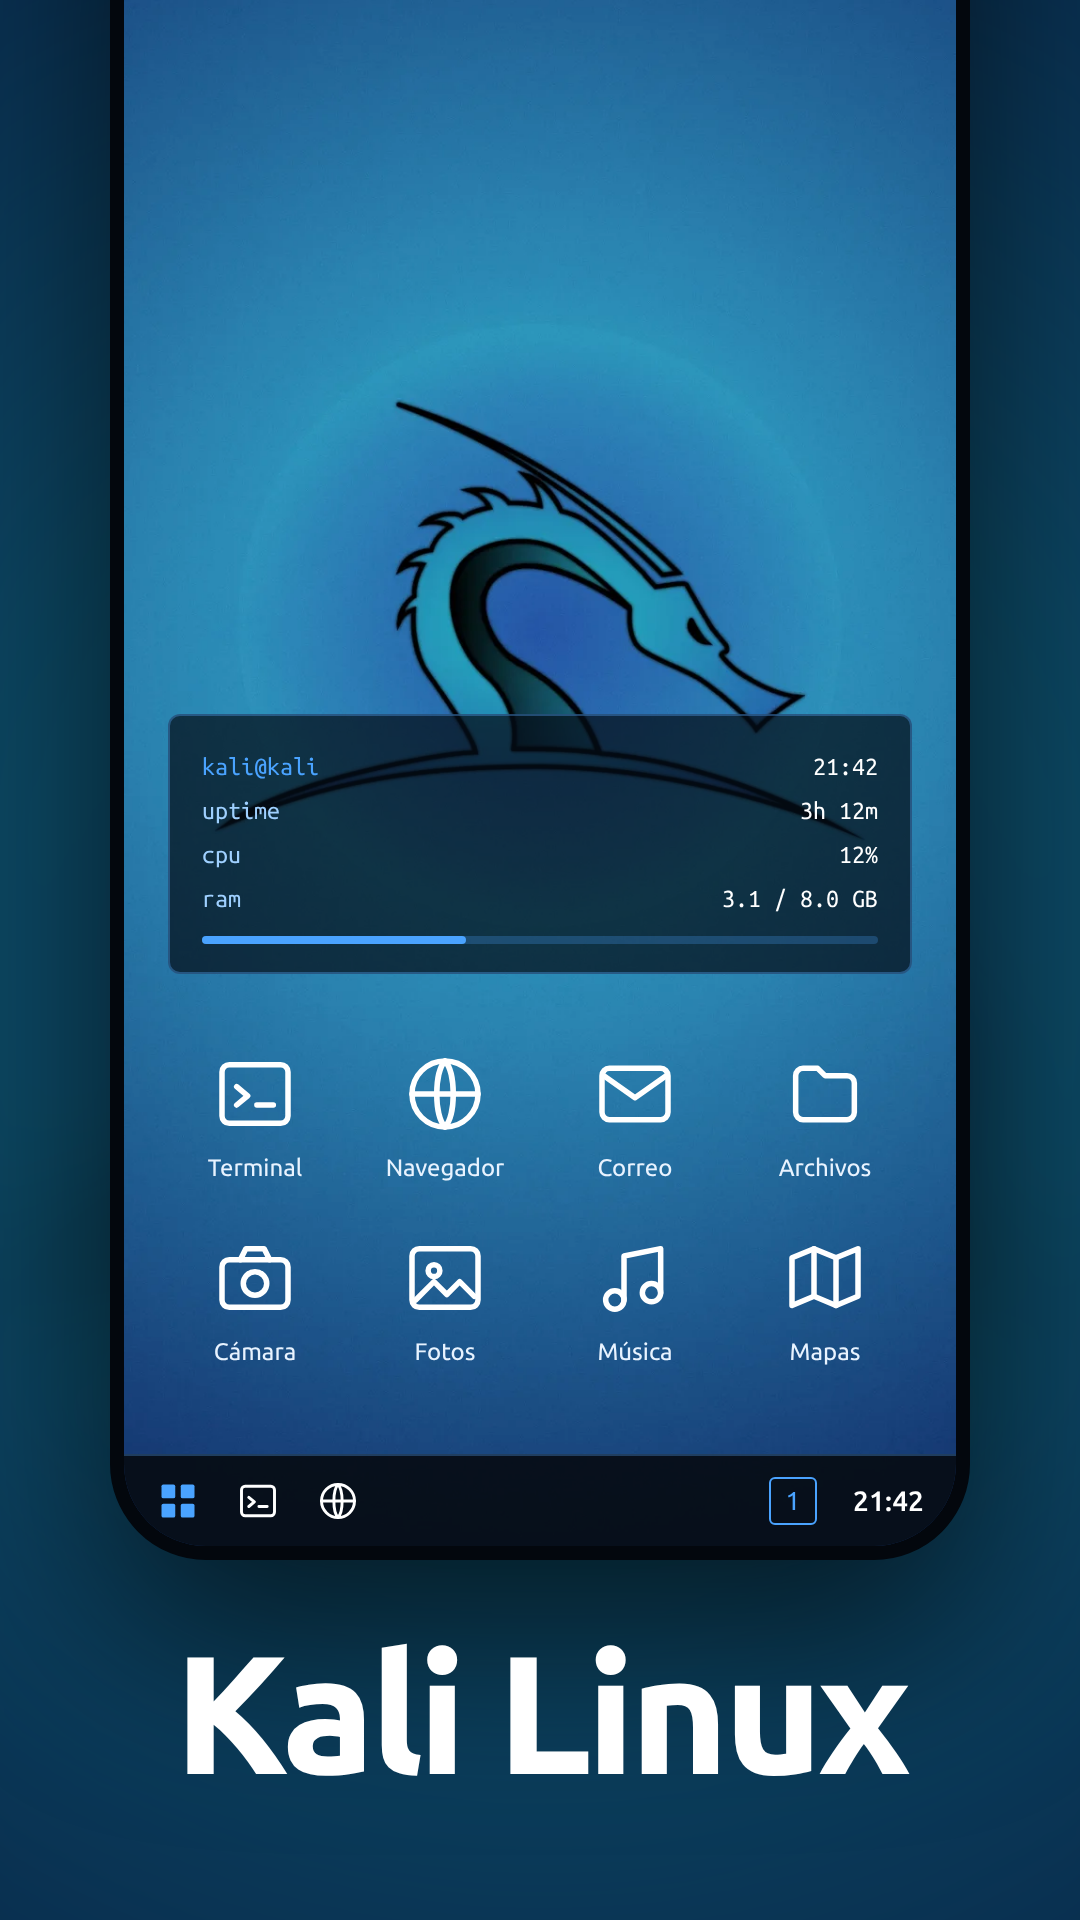 kali@kali 21:42
uptime 3h 12m
cpu 12%
ram 3.1 / 8.0 GB
Terminal Navegador Correo Archivos
Cámara Fotos Música Mapas
1 21:42
Kali Linux